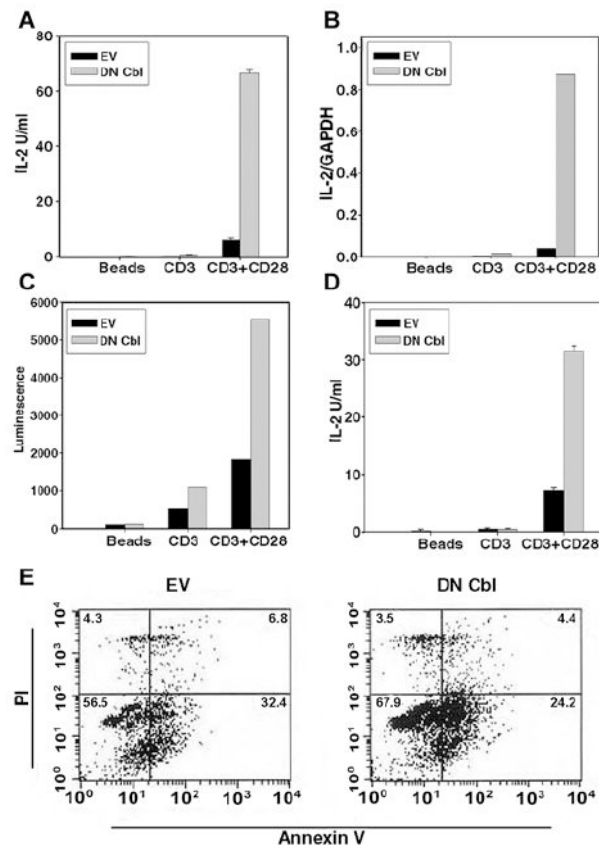 A
EV
DN Cbl
IL-2 U/ml
80
60
40
20
0
Beads CD3 CD3+CD28
B
EV
DN Cbl
IL-2/GAPDH
1.0
0.8
0.6
0.4
0.2
0.0
Beads CD3 CD3+CD28
C
EV
DN Cbl
Luminescence
6000
5000
4000
3000
2000
1000
0
Beads CD3 CD3+CD28
D
EV
DN Cbl
IL-2 U/ml
40
30
20
10
0
Beads CD3 CD3+CD28
E
EV
4.3 6.8
56.5 32.4
10⁴
10³
10²
10¹
10⁰
10⁰ 10¹ 10² 10³ 10⁴
DN Cbl
3.5 4.4
67.9 24.2
10⁴
10³
10²
10¹
10⁰
10⁰ 10¹ 10² 10³ 10⁴
PI
Annexin V